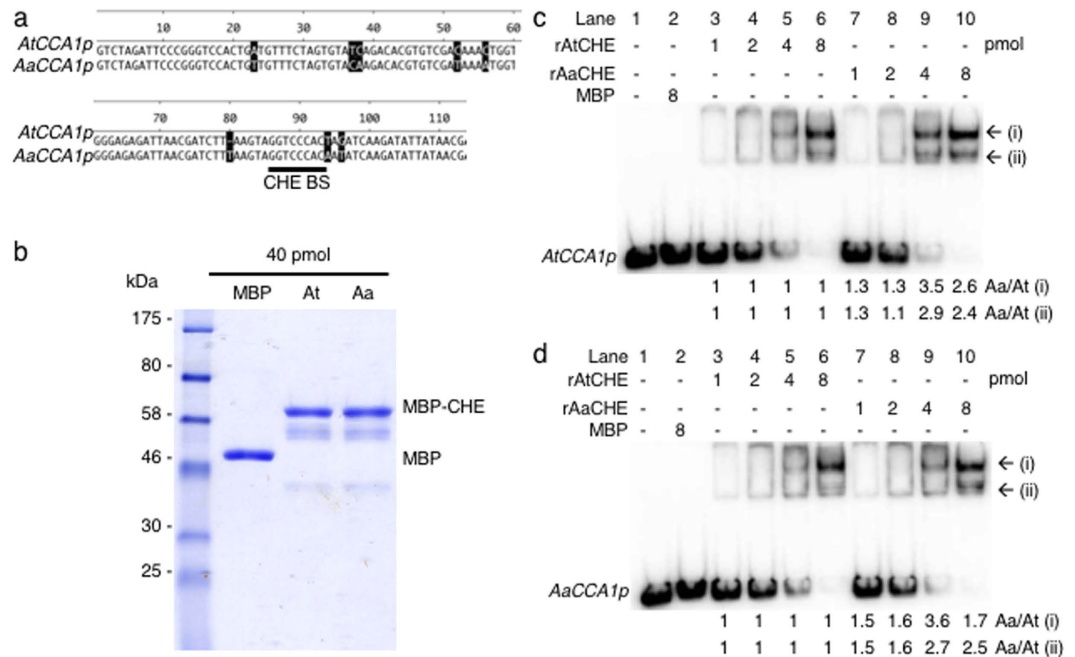 a
10 20 30 40 50 60
AtCCA1p GTCTAGATTCCCGGGTCCACTGATGTTTCTAGTGTATCAGACACGTGTCGACAAACTGGT
AaCCA1p GTCTAGATTCCCGGGTCCACTGTTGTTTCTAGTGTACAAGACACGTGTCGATAAAATGGT
70 80 90 100 110
AtCCA1p
AaCCA1p
CHE BS
b
40 pmol
kDa
MBP At Aa
175 -
80 -
58 - MBP-CHE
46 - MBP
30 -
25 -
c
Lane 1 2 3 4 5 6 7 8 9 10
rAtCHE - - 1 2 4 8 - - - - pmol
rAaCHE - - - - - - 1 2 4 8
MBP - 8 - - - - - - - -
← (i)
← (ii)
AtCCA1p
1 1 1 1 1.3 1.3 3.5 2.6 Aa/At (i)
1 1 1 1 1.3 1.1 2.9 2.4 Aa/At (ii)
d
Lane 1 2 3 4 5 6 7 8 9 10
rAtCHE - - 1 2 4 8 - - - - pmol
rAaCHE - - - - - - 1 2 4 8
MBP - 8 - - - - - - - -
← (i)
← (ii)
AaCCA1p
1 1 1 1 1.5 1.6 3.6 1.7 Aa/At (i)
1 1 1 1 1.5 1.6 2.7 2.5 Aa/At (ii)